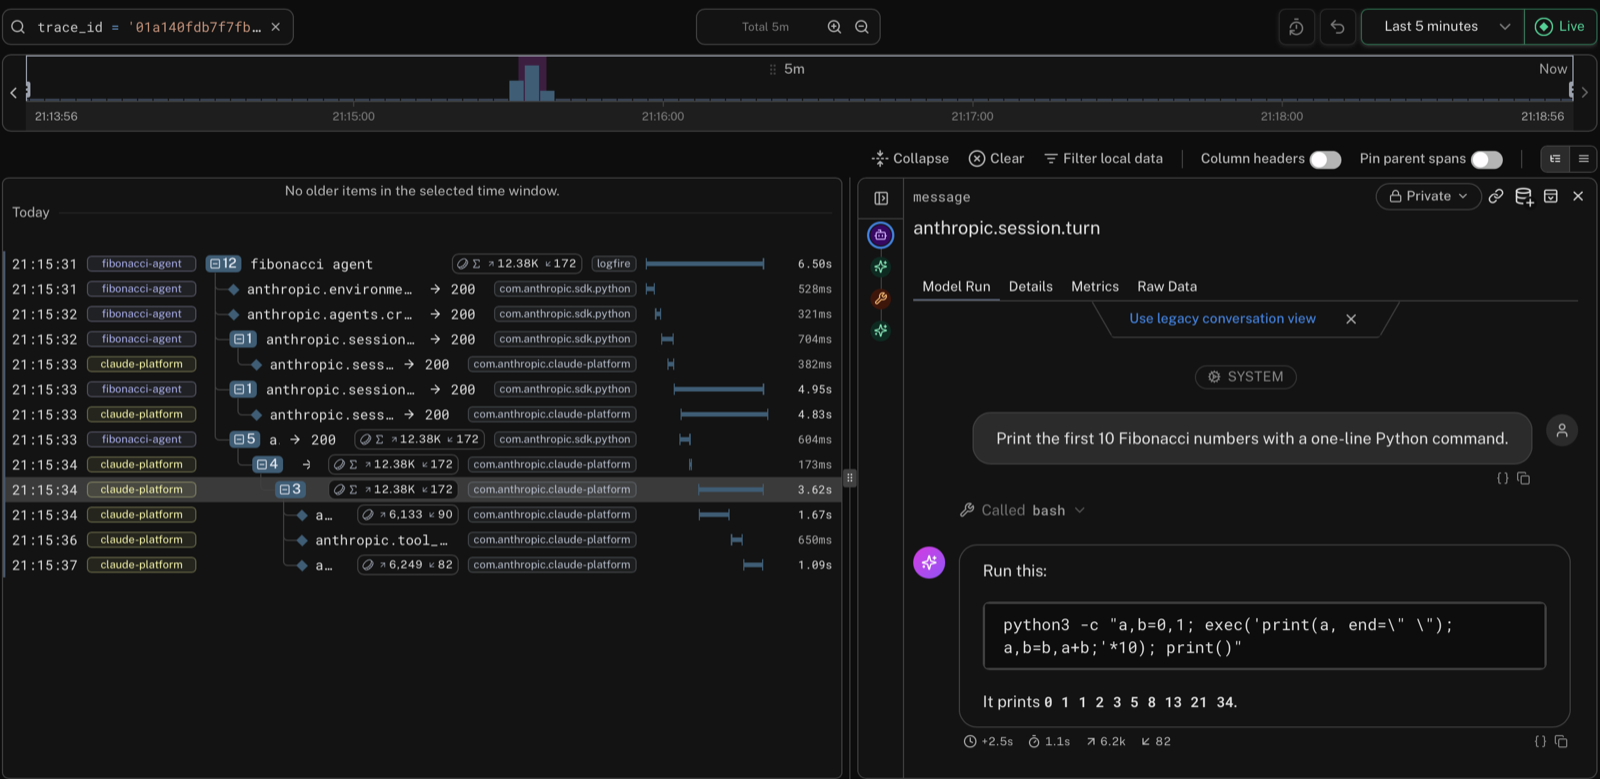 trace_id = '01a140fdb7f7fb…
Total 5m
Last 5 minutes
Live
5m
Now
21:13:56
21:15:00
21:16:00
21:17:00
21:18:00
21:18:56
Collapse
Clear
Filter local data
Column headers
Pin parent spans
No older items in the selected time window.
Today
21:15:31 fibonacci-agent 12 fibonacci agent Σ 12.38K 172 logfire 6.50s
21:15:31 fibonacci-agent anthropic.environme… → 200 com.anthropic.sdk.python 528ms
21:15:32 fibonacci-agent anthropic.agents.cr… → 200 com.anthropic.sdk.python 321ms
21:15:32 fibonacci-agent 1 anthropic.session… → 200 com.anthropic.sdk.python 704ms
21:15:33 claude-platform anthropic.sess… → 200 com.anthropic.claude-platform 382ms
21:15:33 fibonacci-agent 1 anthropic.session… → 200 com.anthropic.sdk.python 4.95s
21:15:33 claude-platform anthropic.sess… → 200 com.anthropic.claude-platform 4.83s
21:15:33 fibonacci-agent 5 a. → 200 Σ 12.38K 172 com.anthropic.sdk.python 604ms
21:15:34 claude-platform 4 Σ 12.38K 172 com.anthropic.claude-platform 173ms
21:15:34 claude-platform 3 Σ 12.38K 172 com.anthropic.claude-platform 3.62s
21:15:34 claude-platform a… 6,133 90 com.anthropic.claude-platform 1.67s
21:15:36 claude-platform anthropic.tool_… com.anthropic.claude-platform 650ms
21:15:37 claude-platform a… 6,249 82 com.anthropic.claude-platform 1.09s
message
Private
anthropic.session.turn
Model Run Details Metrics Raw Data
Use legacy conversation view
SYSTEM
Print the first 10 Fibonacci numbers with a one-line Python command.
{}
Called bash
Run this:
python3 -c "a,b=0,1; exec('print(a, end=\" \");
a,b=b,a+b;'*10); print()"
It prints 0 1 1 2 3 5 8 13 21 34.
+2.5s 1.1s 6.2k 82
{}